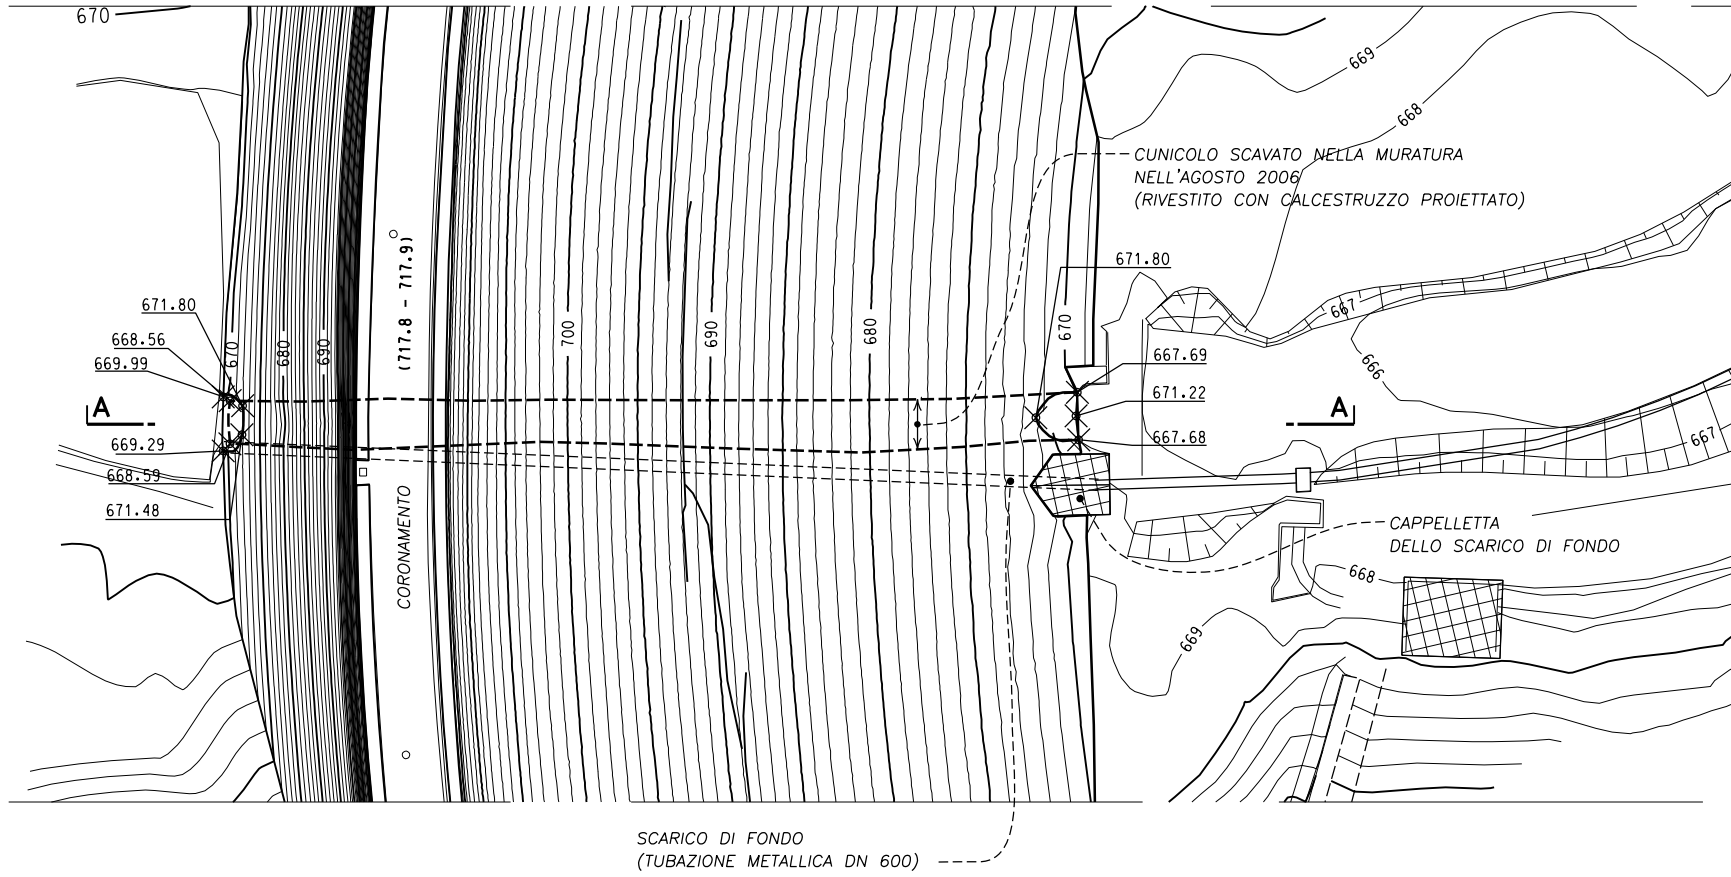 670
669
668
CUNICOLO SCAVATO NELLA MURATURA
NELL'AGOSTO 2006
(RIVESTITO CON CALCESTRUZZO PROIETTATO)
(717.8 - 717.9)
671.80
671.80
667
668.56
669.99
670
680
690
700
690
680
670
667.69
666
671.22
A
A
669.29
667.68
667
668.59
671.48
CORONAMENTO
CAPPELLETTA
DELLO SCARICO DI FONDO
668
669
SCARICO DI FONDO
(TUBAZIONE METALLICA DN 600)